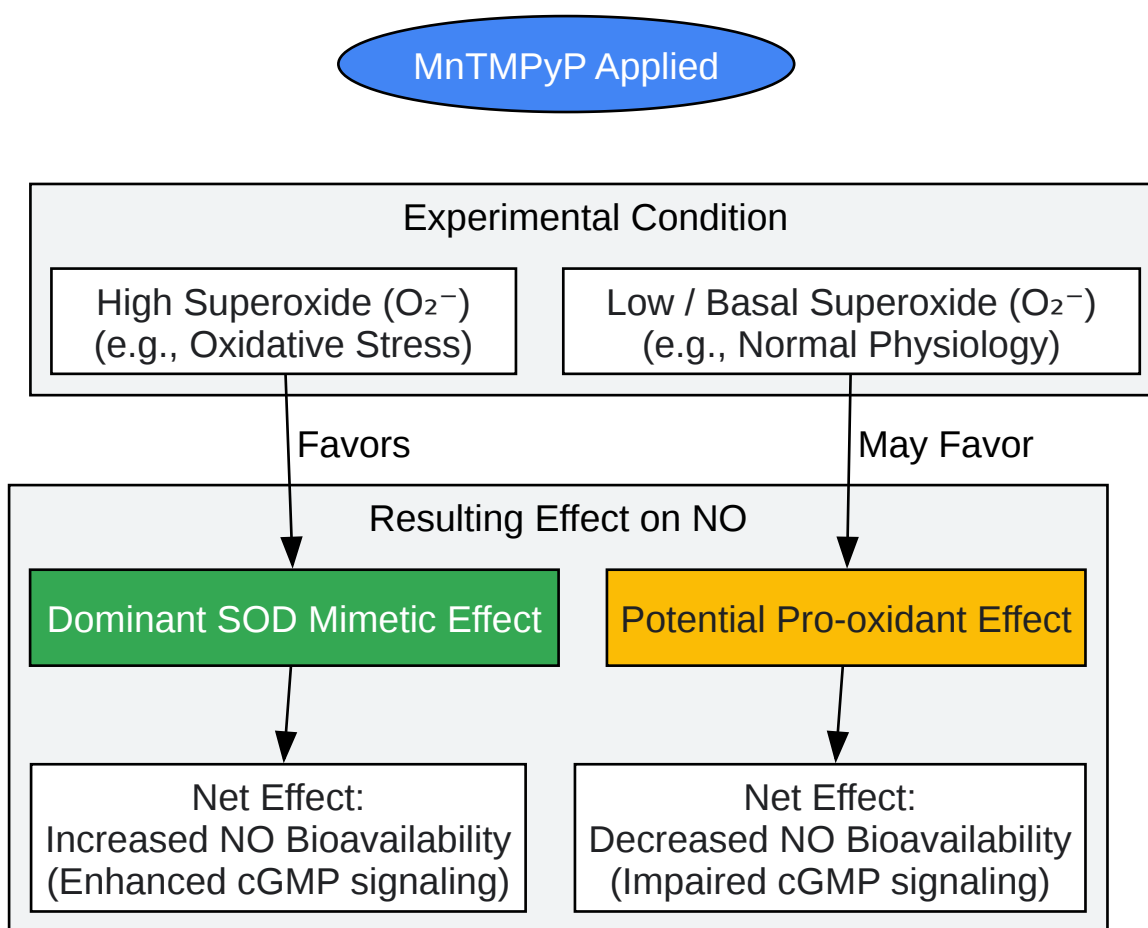 MnTMPyP Applied
Experimental Condition
High Superoxide (O₂⁻)
(e.g., Oxidative Stress)
Low / Basal Superoxide (O₂⁻)
(e.g., Normal Physiology)
Favors
May Favor
Resulting Effect on NO
Dominant SOD Mimetic Effect
Potential Pro-oxidant Effect
Net Effect:
Increased NO Bioavailability
(Enhanced cGMP signaling)
Net Effect:
Decreased NO Bioavailability
(Impaired cGMP signaling)